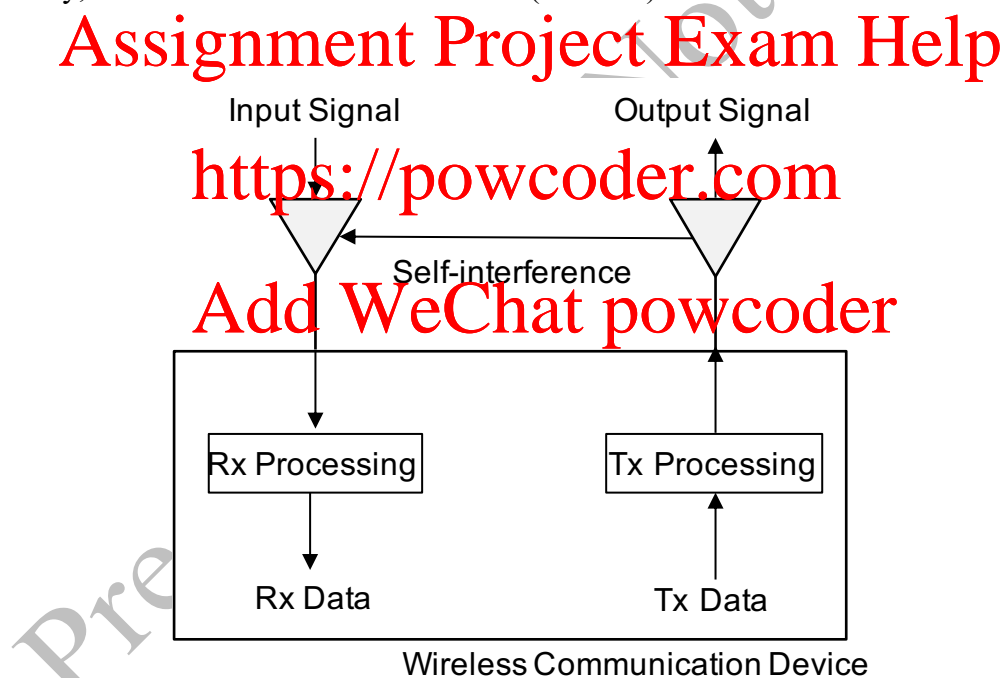 Assignment Project Exam Help
Input Signal
Output Signal
https://powcoder.com
Self-interference
Add WeChat powcoder
Rx Processing
Tx Processing
Rx Data
Tx Data
Wireless Communication Device